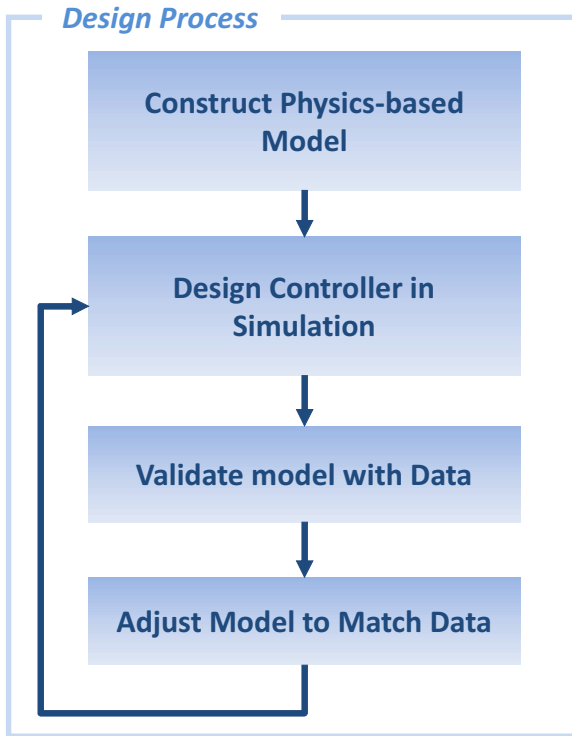 Design Process
Construct Physics-based
Model
Design Controller in
Simulation
Validate model with Data
Adjust Model to Match Data